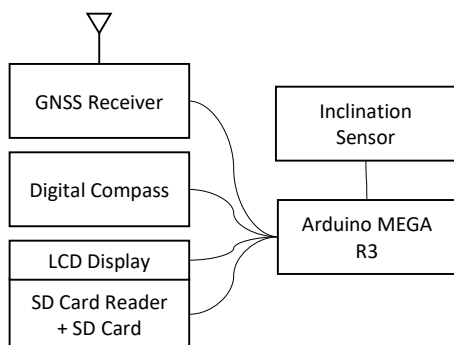 GNSS Receiver
Inclination
Sensor
Digital Compass
Arduino MEGA
R3
LCD Display
SD Card Reader
+ SD Card